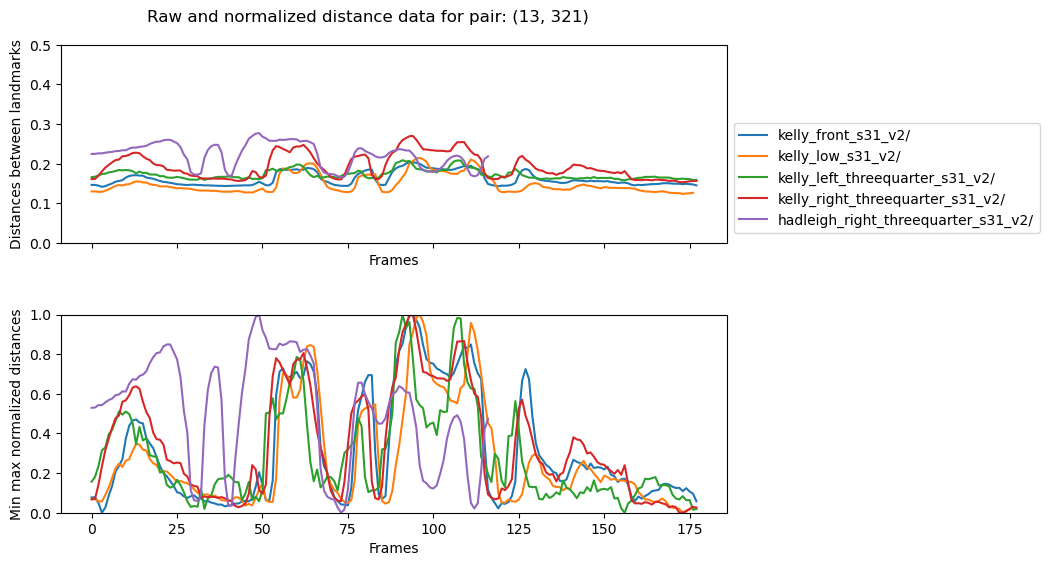 Raw and normalized distance data for pair: (13, 321)
Distances between landmarks
0.5
0.4
0.3
0.2
0.1
0.0
Frames
kelly_front_s31_v2/
kelly_low_s31_v2/
kelly_left_threequarter_s31_v2/
kelly_right_threequarter_s31_v2/
hadleigh_right_threequarter_s31_v2/
Min max normalized distances
1.0
0.8
0.6
0.4
0.2
0.0
0 25 50 75 100 125 150 175
Frames